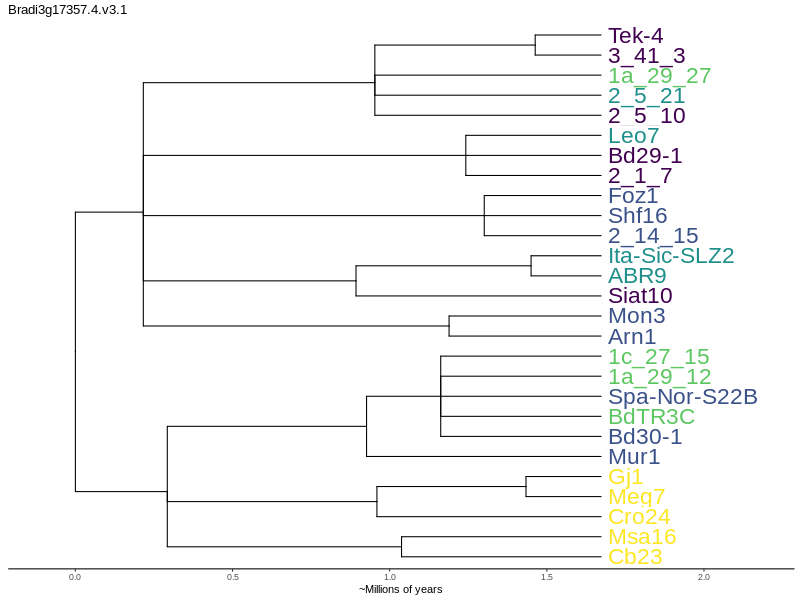 Bradi3g17357.4.v3.1
Tek-4
3_41_3
1a_29_27
2_5_21
2_5_10
Leo7
Bd29-1
2_1_7
Foz1
Shf16
2_14_15
Ita-Sic-SLZ2
ABR9
Siat10
Mon3
Arn1
1c_27_15
1a_29_12
Spa-Nor-S22B
BdTR3C
Bd30-1
Mur1
Gj1
Meg7
Cro24
Msa16
Cb23
0.0 0.5 1.0 1.5 2.0
~Millions of years